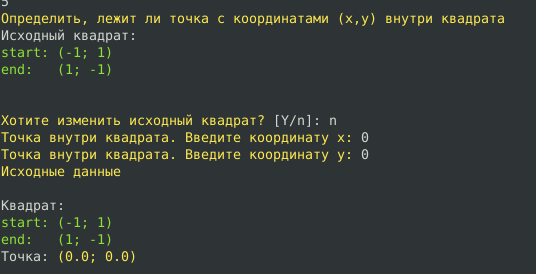 5
Определить, лежит ли точка с координатами (x,y) внутри квадрата
Исходный квадрат:
start: (-1; 1)
end:   (1; -1)
Хотите изменить исходный квадрат? [Y/n]: n
Точка внутри квадрата. Введите координату x: 0
Точка внутри квадрата. Введите координату y: 0
Исходные данные
Квадрат:
start: (-1; 1)
end:   (1; -1)
Точка: (0.0; 0.0)